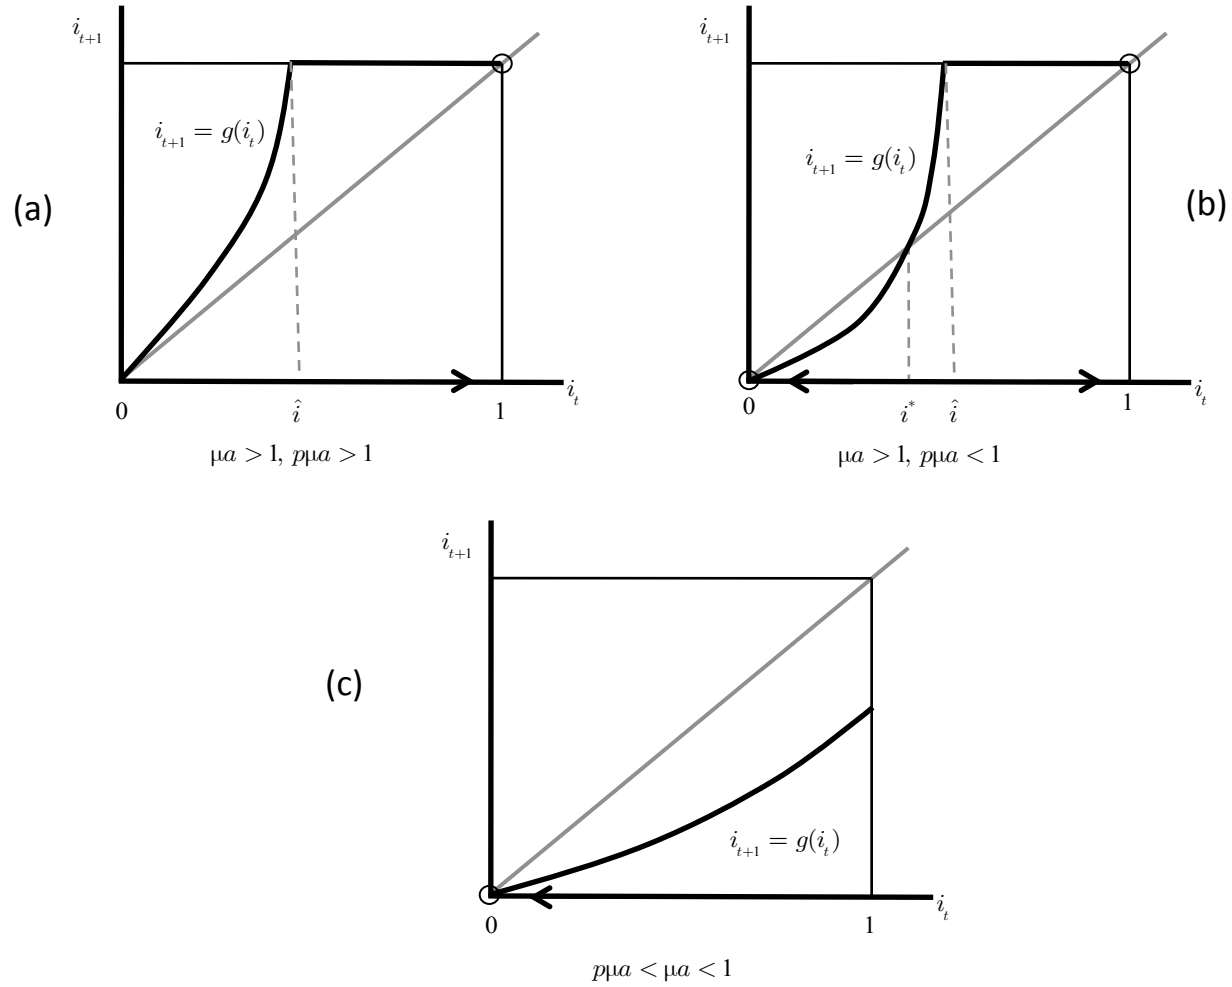 (a)
i_{t+1}
i_{t+1} = g(i_t)
0
î
1
i_t
μa > 1, pμa > 1
(b)
i_{t+1}
i_{t+1} = g(i_t)
0
i^*
î
1
i_t
μa > 1, pμa < 1
(c)
i_{t+1}
i_{t+1} = g(i_t)
0
1
i_t
pμa < μa < 1